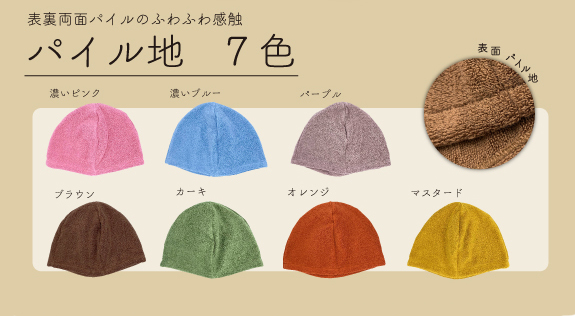 表裏両面パイルのふわふわ感触
パイル地 7色
表面 パイル地
濃いピンク 濃いブルー パープル
ブラウン カーキ オレンジ マスタード